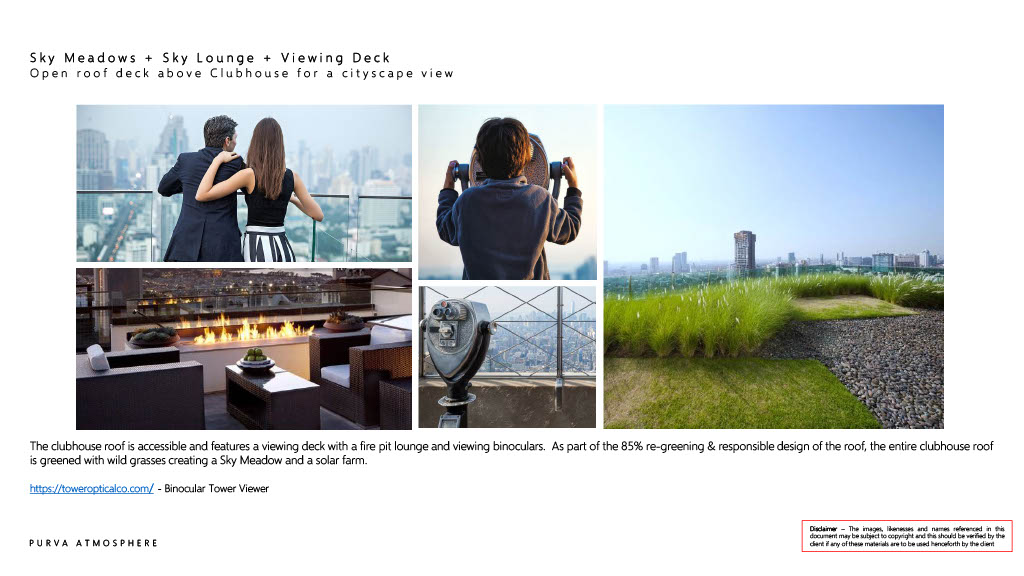 Sky Meadows + Sky Lounge + Viewing Deck
Open roof deck above Clubhouse for a cityscape view
The clubhouse roof is accessible and features a viewing deck with a fire pit lounge and viewing binoculars. As part of the 85% re-greening & responsible design of the roof, the entire clubhouse roof
is greened with wild grasses creating a Sky Meadow and a solar farm.
https://toweropticalco.com/ - Binocular Tower Viewer
Disclaimer – The images, likenesses and names referenced in this
document may be subject to copyright and this should be verified by the
client if any of these materials are to be used henceforth by the client
PURVA ATMOSPHERE